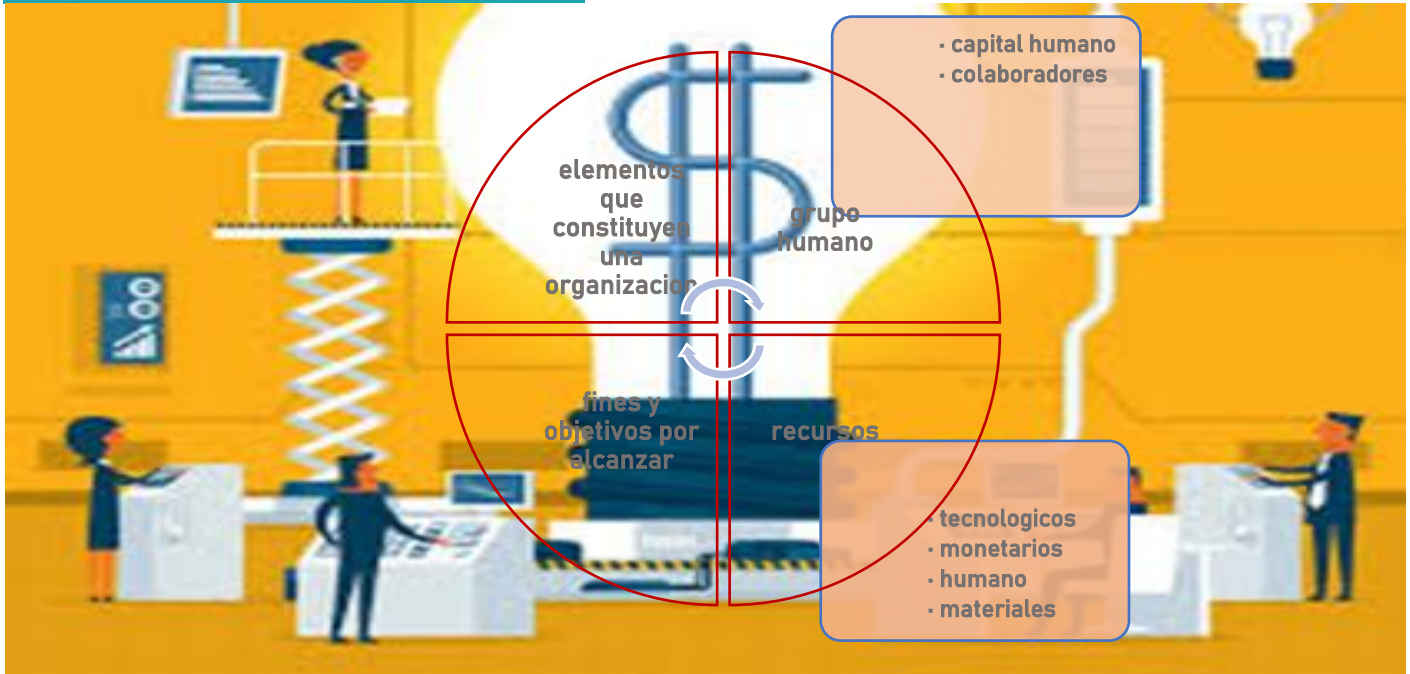 elementos
que
constituyen
una
organizacion
grupo
humano
· capital humano
· colaboradores
fines y
objetivos por
alcanzar
recursos
· tecnologicos
· monetarios
· humano
· materiales